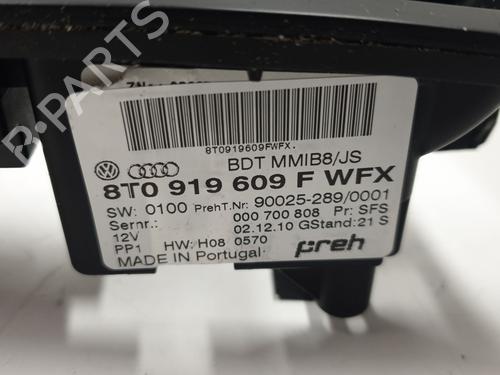 8T0919609FWFX.
BDT MMIB8/JS
8T0 919 609 F WFX
SW: 0100 PrehT.Nr: 90025-289/0001
Sernr.: 000 700 808 Pr: SFS
12V 02.12.10 GStand: 21 S
PP1 HW: H08 0570
MADE IN Portugal
preh
B-PARTS